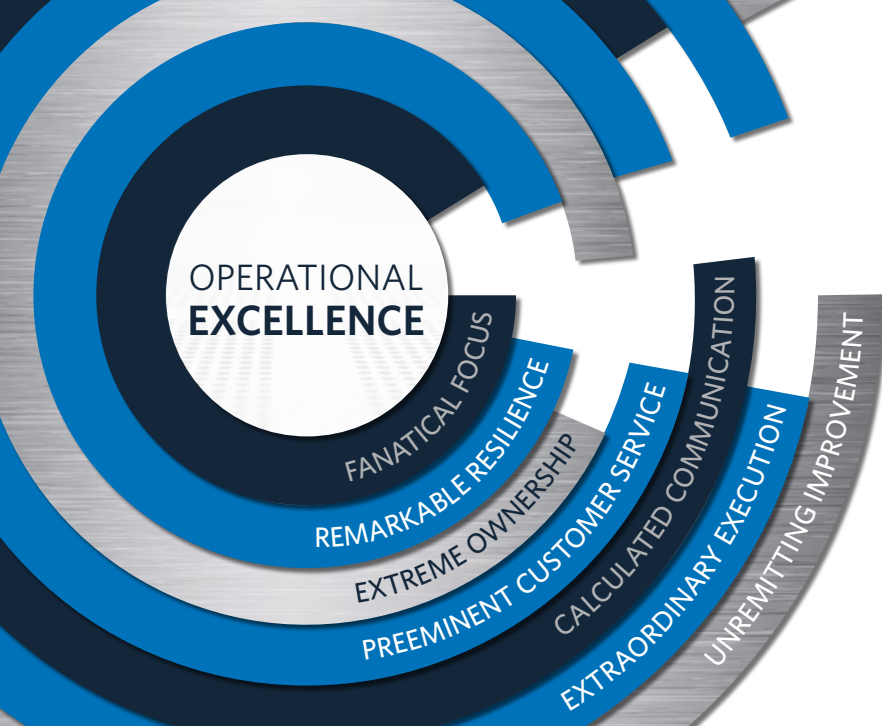 OPERATIONAL
EXCELLENCE
FANATICAL FOCUS
REMARKABLE RESILIENCE
EXTREME OWNERSHIP
PREEMINENT CUSTOMER SERVICE
CALCULATED COMMUNICATION
EXTRAORDINARY EXECUTION
UNREMITTING IMPROVEMENT